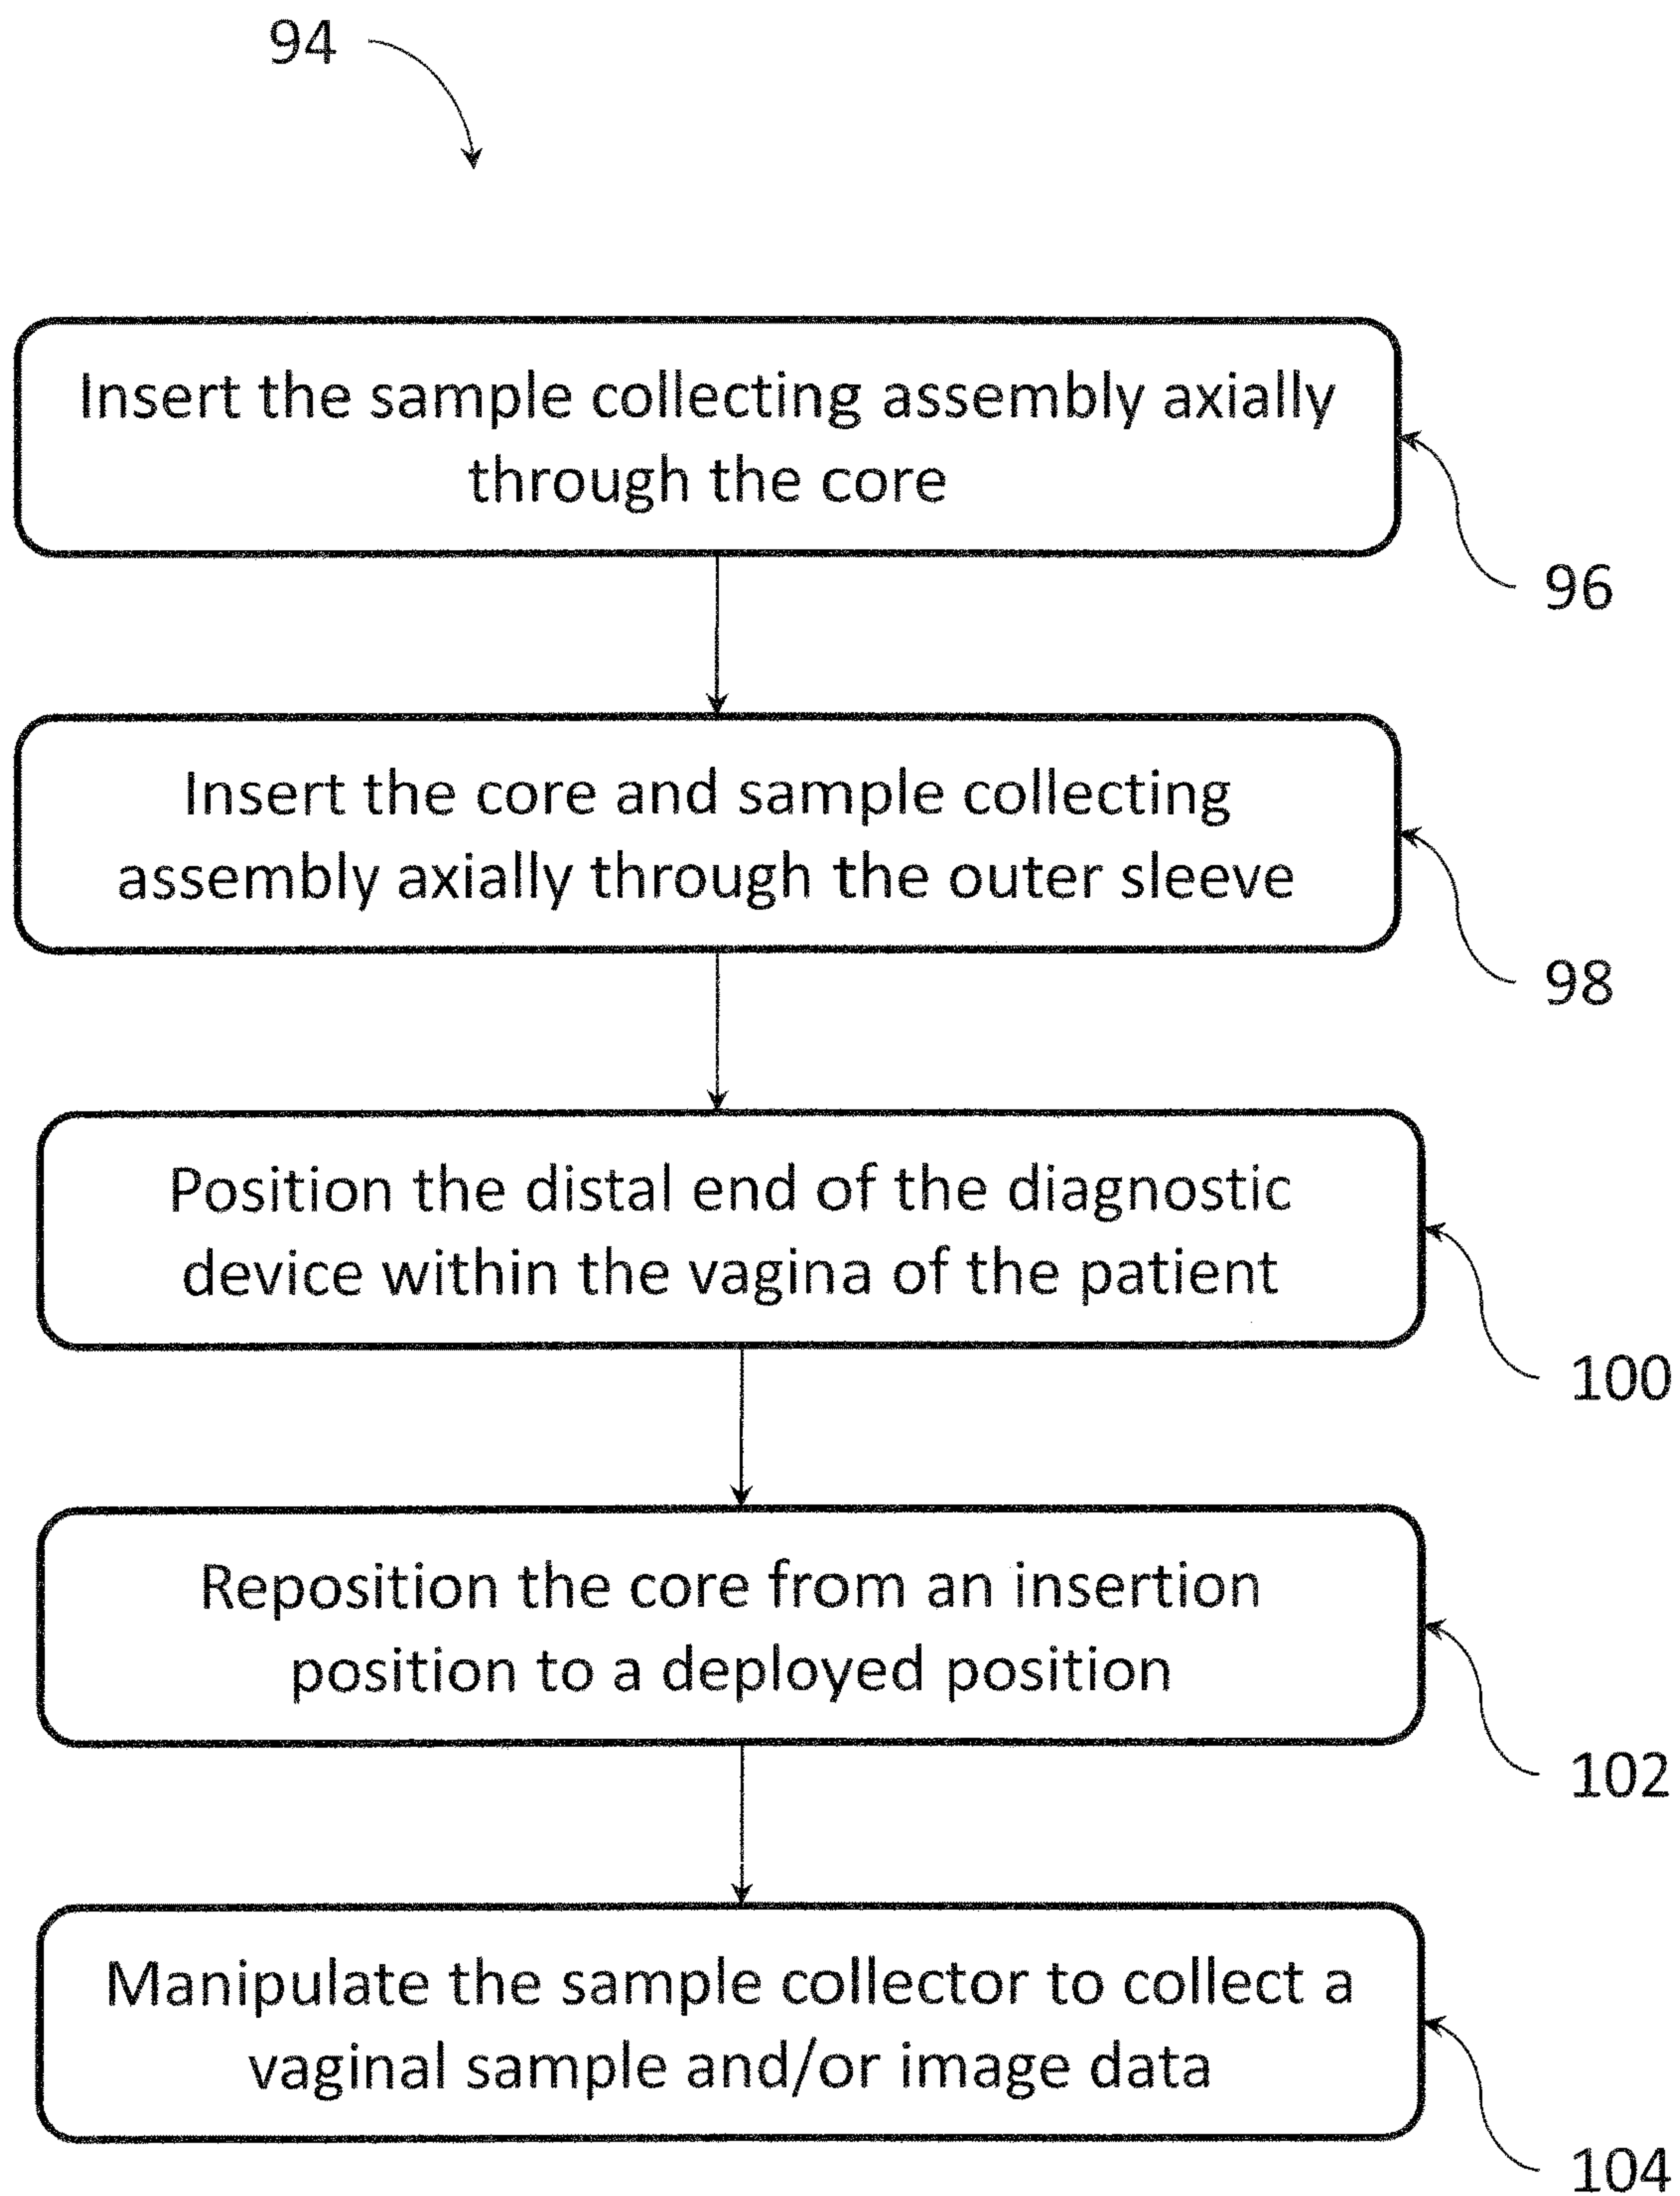 94
Insert the sample collecting assembly axially
through the core
96
Insert the core and sample collecting
assembly axially through the outer sleeve
98
Position the distal end of the diagnostic
device within the vagina of the patient
100
Reposition the core from an insertion
position to a deployed position
102
Manipulate the sample collector to collect a
vaginal sample and/or image data
104